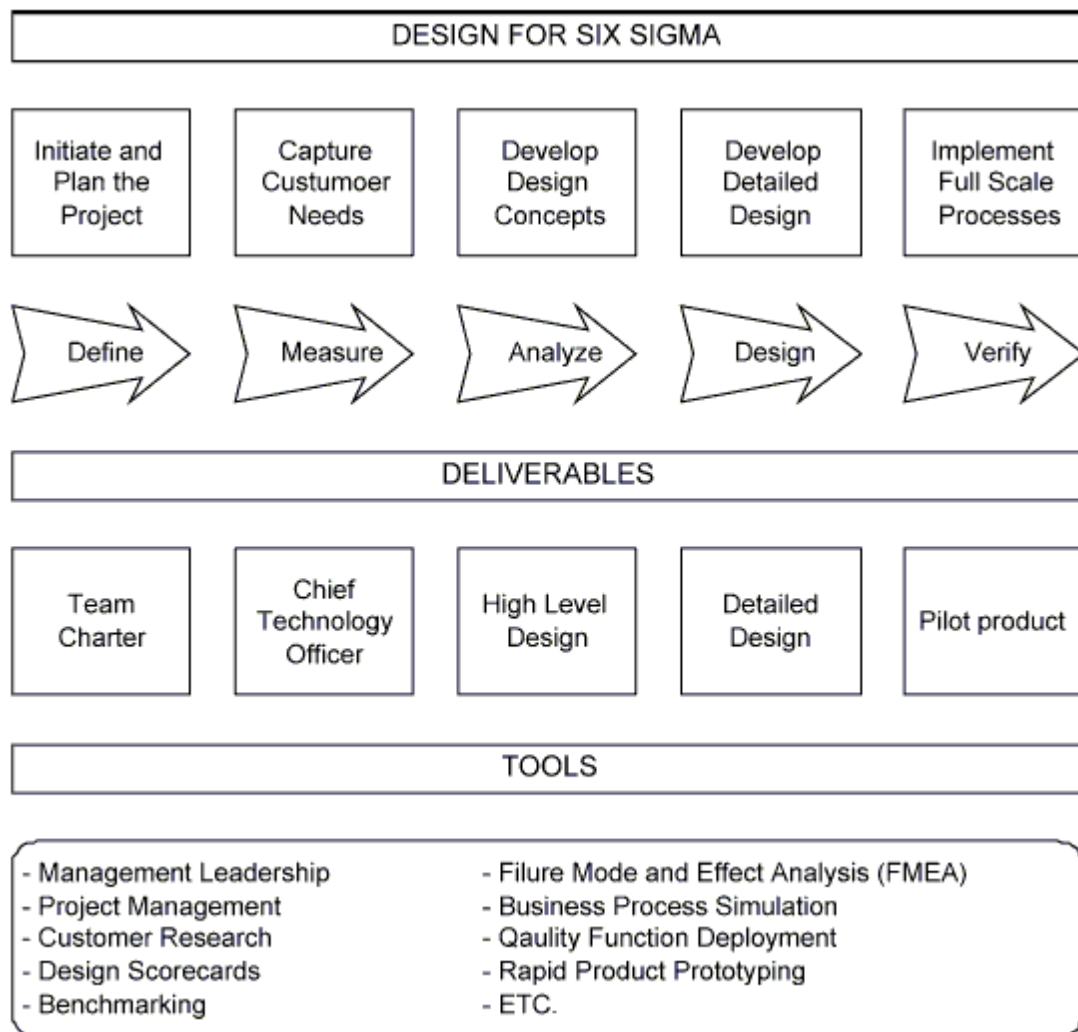 DESIGN FOR SIX SIGMA
Initiate and
Plan the
Project
Capture
Custumoer
Needs
Develop
Design
Concepts
Develop
Detailed
Design
Implement
Full Scale
Processes
Define
Measure
Analyze
Design
Verify
DELIVERABLES
Team
Charter
Chief
Technology
Officer
High Level
Design
Detailed
Design
Pilot product
TOOLS
- Management Leadership
- Project Management
- Customer Research
- Design Scorecards
- Benchmarking
- Filure Mode and Effect Analysis (FMEA)
- Business Process Simulation
- Qaulity Function Deployment
- Rapid Product Prototyping
- ETC.